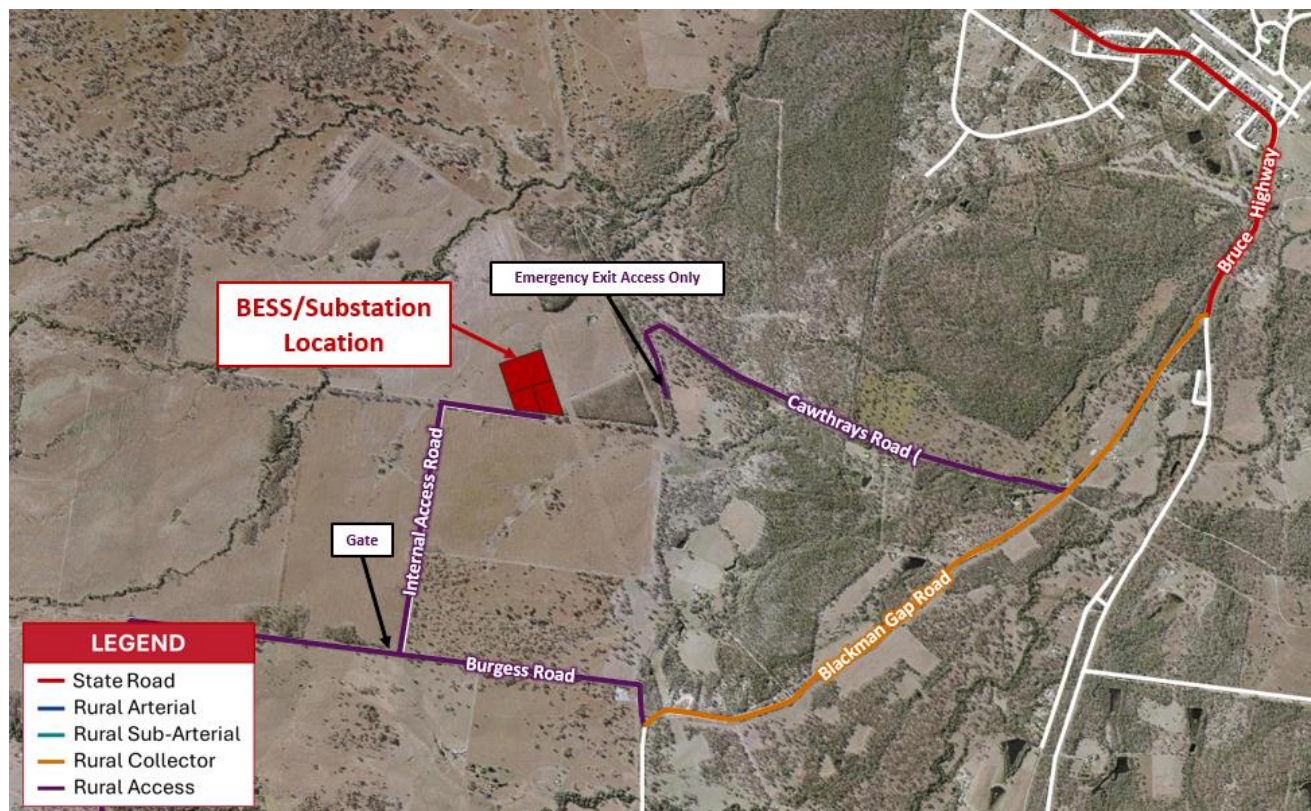 Bruce Highway
Emergency Exit Access Only
BESS/Substation
Location
Cawthrays Road (
Internal Access Road
Gate
Blackman Gap Road
Burgess Road
LEGEND
State Road
Rural Arterial
Rural Sub-Arterial
Rural Collector
Rural Access